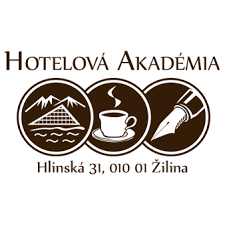 Hotelová Akadémia
Hlinská 31, 010 01 Žilina